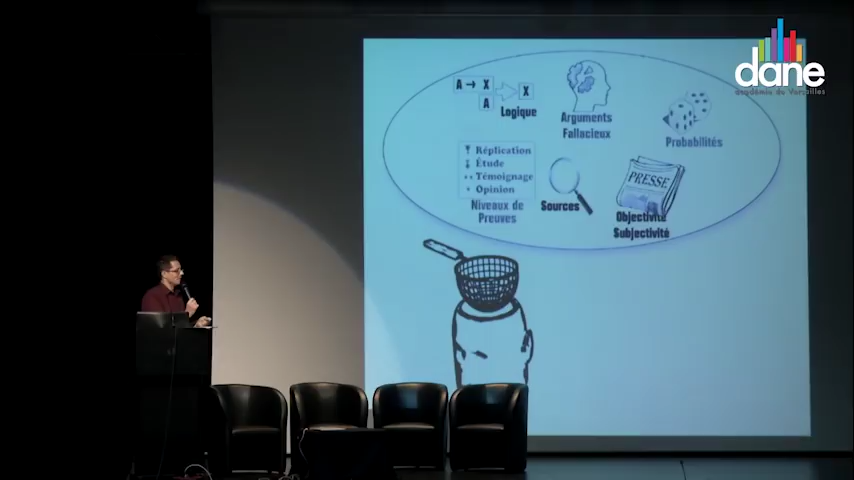 dane
académie de Versailles
A → X
A
X
Logique
Arguments
Fallacieux
Probabilités
Réplication
Étude
Témoignage
Opinion
Niveaux de
Preuves
Sources
PRESSE
Objectivité
Subjectivité